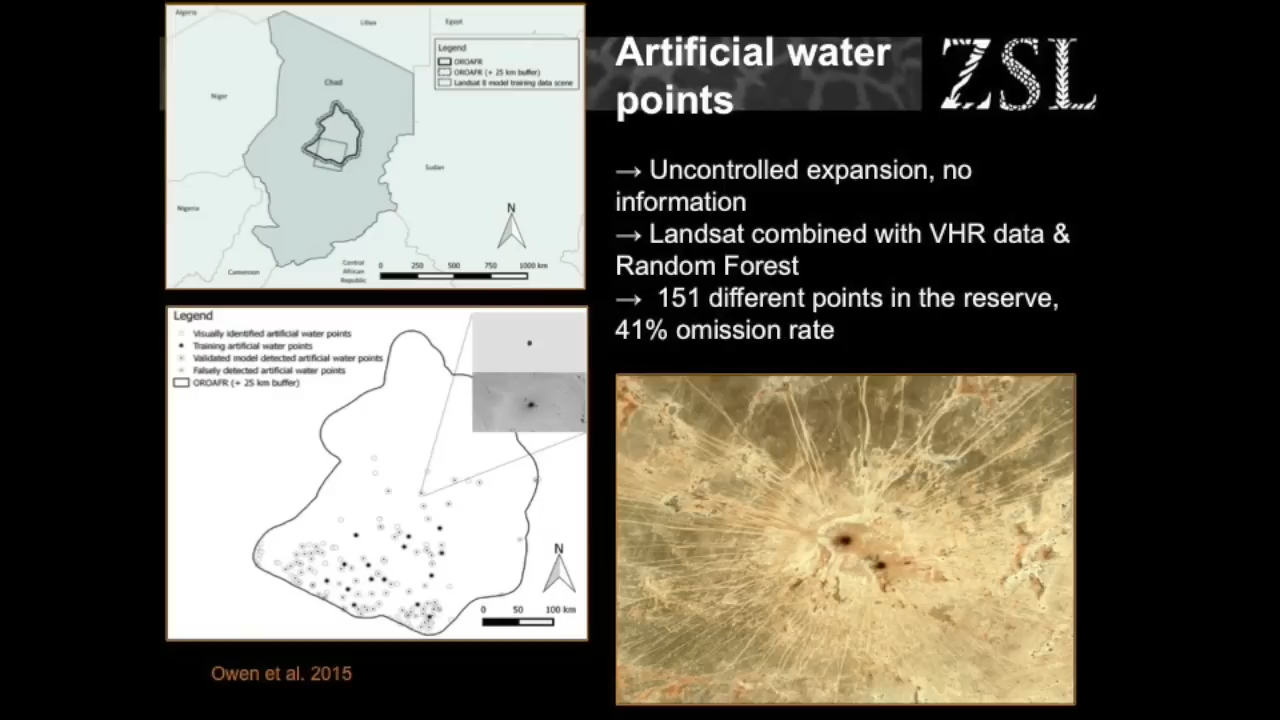 Algeria
Libya
Egypt
Legend
OROAFR
OROAFR (+ 25 km buffer)
Landsat 8 model training data scene
Chad
Niger
Sudan
Nigeria
N
Cameroon
Central
African
Republic
0 250 500 750 1000 km
Artificial water
points
ZSL
→ Uncontrolled expansion, no
information
→ Landsat combined with VHR data &
Random Forest
→ 151 different points in the reserve,
41% omission rate
Legend
Visually identified artificial water points
Training artificial water points
Validated model detected artificial water points
Falsely detected artificial water points
OROAFR (+ 25 km buffer)
N
0 50 100 km
Owen et al. 2015